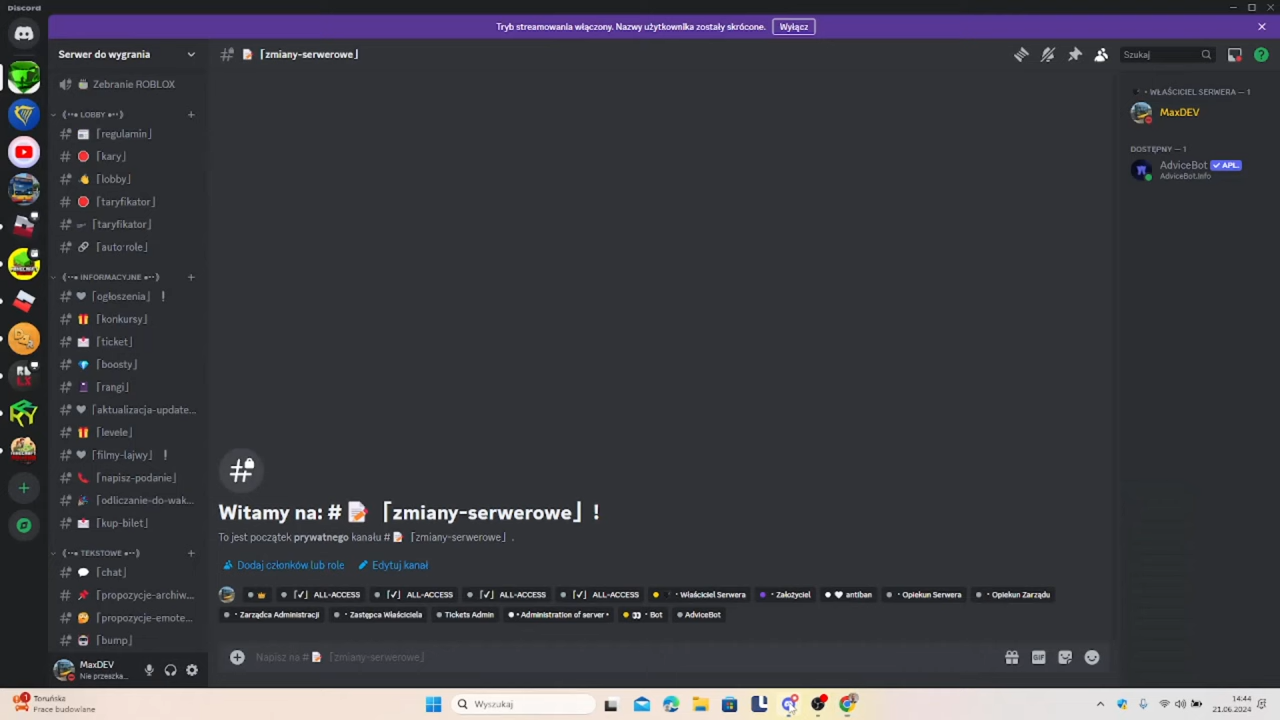 Discord
Tryb streamowania włączony. Nazwy użytkownika zostały skrócone.
Wyłącz
Serwer do wygrania
「zmiany-serwerowe」
Szukaj
Zebranie ROBLOX
LOBBY
「regulamin」
「kary」
「lobby」
「taryfikator」
「taryfikator」
「auto-role」
INFORMACYJNE
「ogłoszenia」 !
「konkursy」
「ticket」
「boosty」
「rangi」
「aktualizacja-update...
「levele」
「filmy-lajwy」 !
「napisz-podanie」
「odliczanie-do-wak...
「kup-bilet」
TEKSTOWE
「chat」
「propozycje-archiw...
「propozycje-emote...
「bump」
MaxDEV
Nie przeszka...
Witamy na: # 「zmiany-serwerowe」 !
To jest początek prywatnego kanału # 「zmiany-serwerowe」 .
Dodaj członków lub role
Edytuj kanał
[✓] ALL-ACCESS
[✓] ALL-ACCESS
[✓] ALL-ACCESS
[✓] ALL-ACCESS
• Właściciel Serwera
• Założyciel
antiban
• Opiekun Serwera
• Opiekun Zarządu
• Zarządca Administracji
• Zastępca Właściciela
Tickets Admin
• Administration of server •
• Bot
AdviceBot
Napisz na # 「zmiany-serwerowe」
• WŁAŚCICIEL SERWERA — 1
MaxDEV
DOSTĘPNY — 1
AdviceBot ✓ APL.
AdviceBot.Info
Toruńska
Prace budowlane
Wyszukaj
14:44
21.06.2024